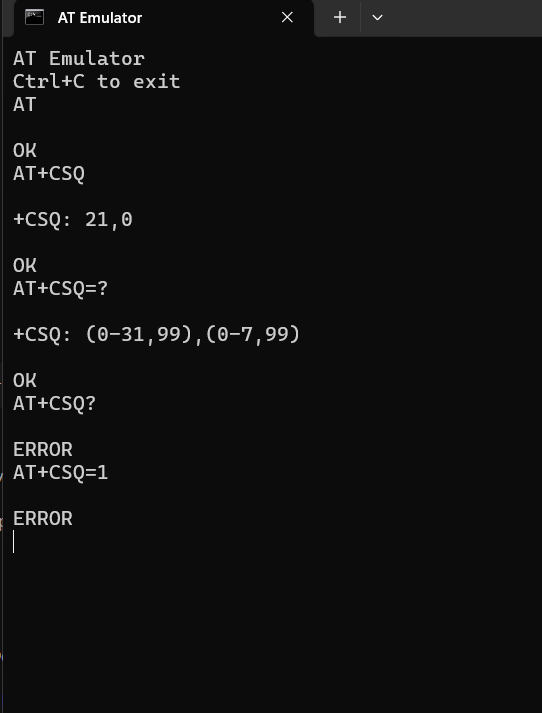 AT Emulator
AT Emulator
Ctrl+C to exit
AT
OK
AT+CSQ
+CSQ: 21,0
OK
AT+CSQ=?
+CSQ: (0-31,99),(0-7,99)
OK
AT+CSQ?
ERROR
AT+CSQ=1
ERROR